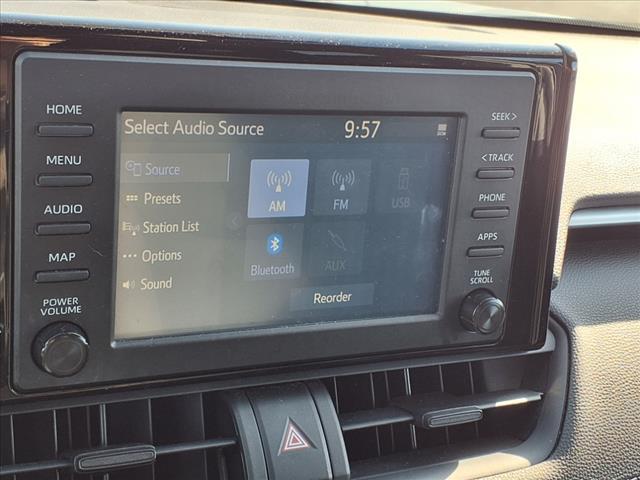 HOME
MENU
AUDIO
MAP
POWER
VOLUME
Select Audio Source
9:57
Source
Presets
Station List
Options
Sound
AM
FM
USB
Bluetooth
AUX
Reorder
SEEK >
< TRACK
PHONE
APPS
TUNE
SCROLL